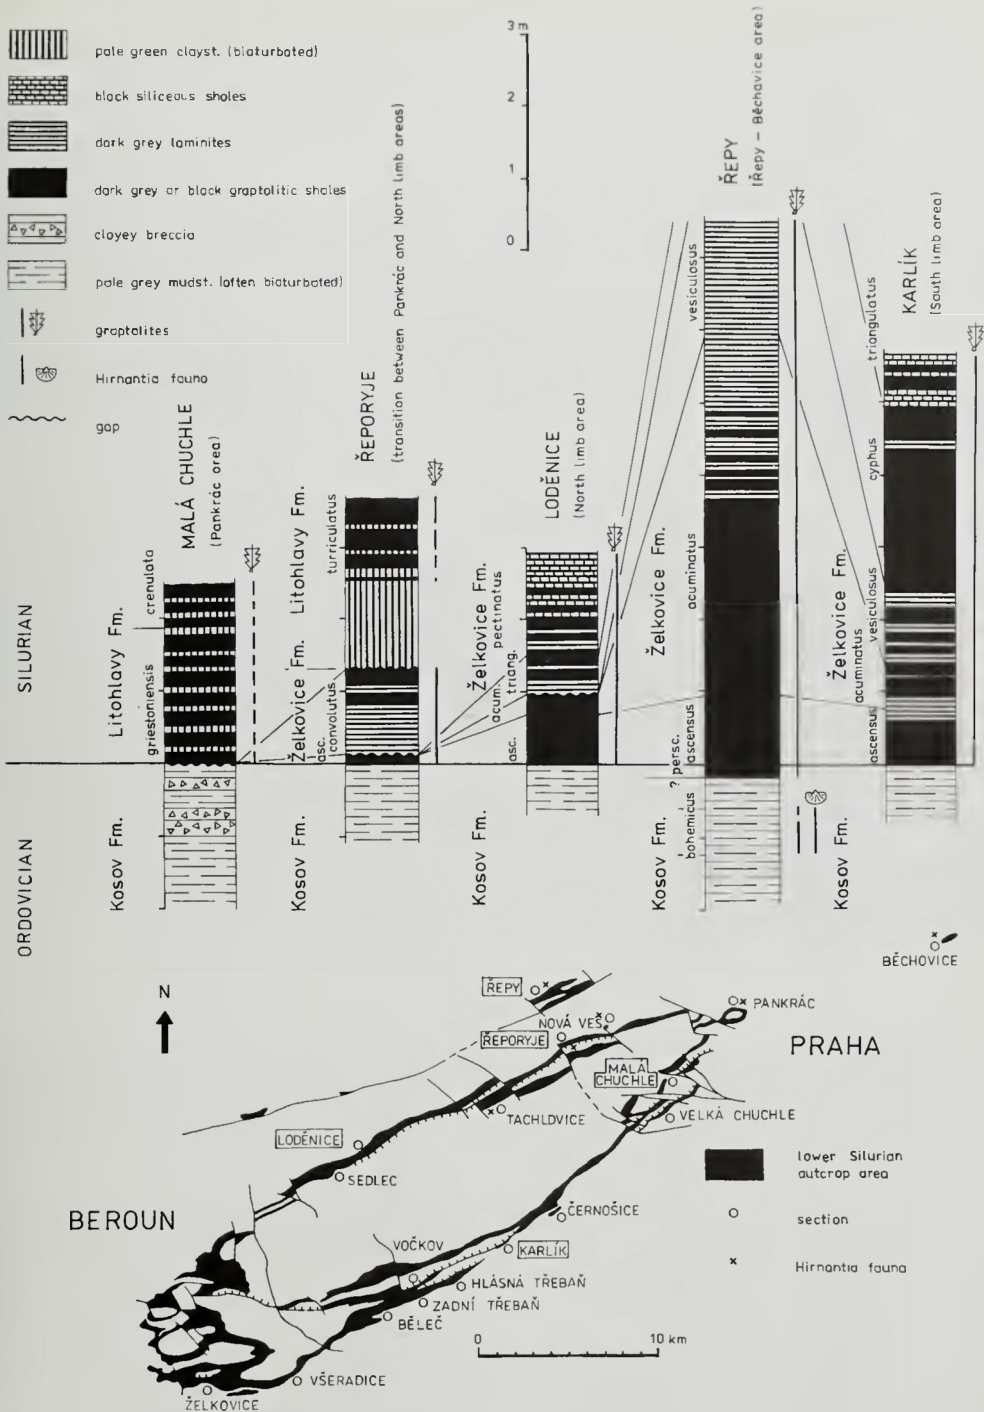 pale green clayst. (bioturbated)
black siliceous shales
dark grey laminites
dark grey or black graptolitic shales
clayey breccia
pale grey mudst. (often bioturbated)
graptolites
Hirnantia fauna
gap
3 m
2
1
0
SILURIAN
ORDOVICIAN
MALÁ CHUCHLE
(Pankrác area)
Litohlavy Fm.
crenulata
griestoniensis
Kosov Fm.
ŘEPORYJE
(transition between Pankrác and North limb areas)
Litohlavy Fm.
turriculatus
Želkovice Fm.
convolutus
asc.
Kosov Fm.
LODĚNICE
(North limb area)
Želkovice Fm.
pectinatus
triang.
acum.
asc.
Kosov Fm.
ŘEPY
(Řepy – Běchovice area)
Želkovice Fm.
vesiculosus
acuminatus
ascensus
? persc.
bohemicus
Kosov Fm.
KARLÍK
(South limb area)
Želkovice Fm.
triangulatus
cyphus
vesiculosus
acuminatus
ascensus
Kosov Fm.
BĚCHOVICE
N
ŘEPY
NOVÁ VES
PANKRÁC
ŘEPORYJE
PRAHA
MALÁ
CHUCHLE
TACHLOVICE
VELKÁ CHUCHLE
LODĚNICE
SEDLEC
lower Silurian
outcrop area
BEROUN
ČERNOŠICE
section
VOČKOV
KARLÍK
Hirnantia fauna
HLÁSNÁ TŘEBAŇ
ZADNÍ TŘEBAŇ
BĚLEČ
0
10 km
VŠERADICE
ŽELKOVICE